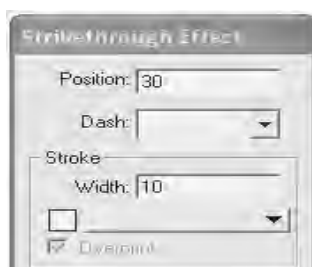 Strikethrough Effect
Position: 30
Dash:
Stroke
Width: 10
Overprint